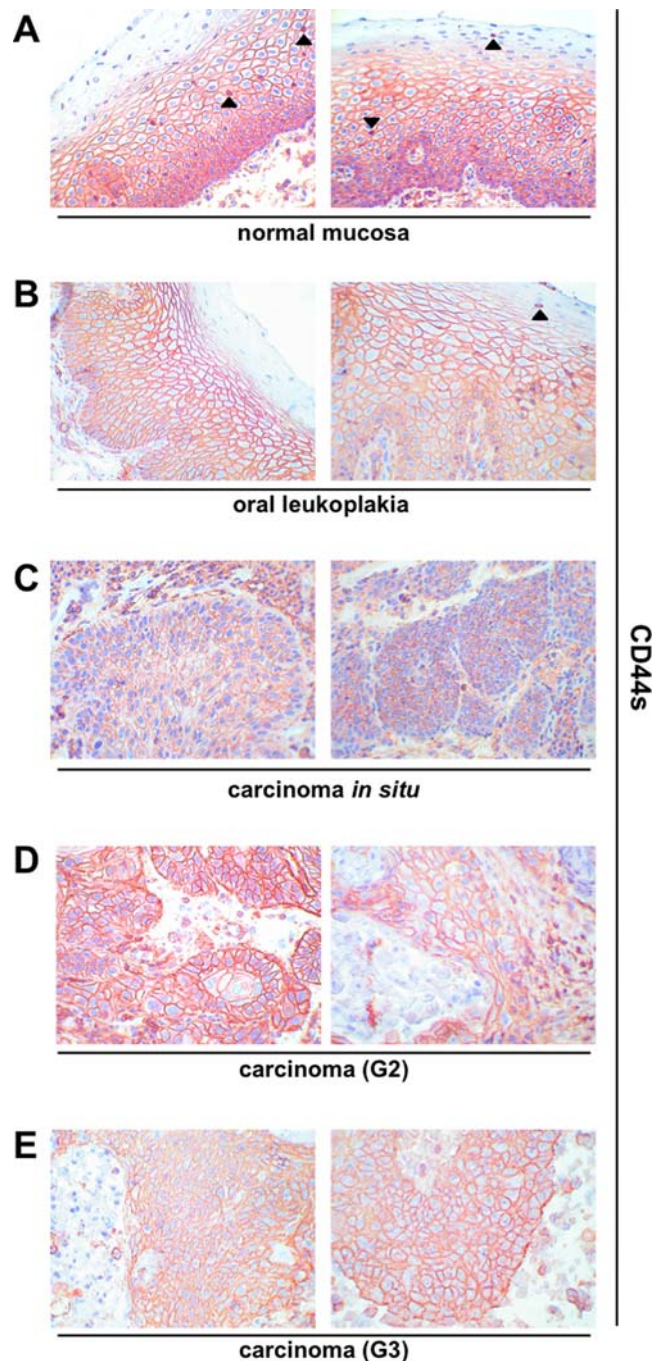 A
normal mucosa
B
oral leukoplakia
C
carcinoma in situ
D
carcinoma (G2)
E
carcinoma (G3)
CD44s